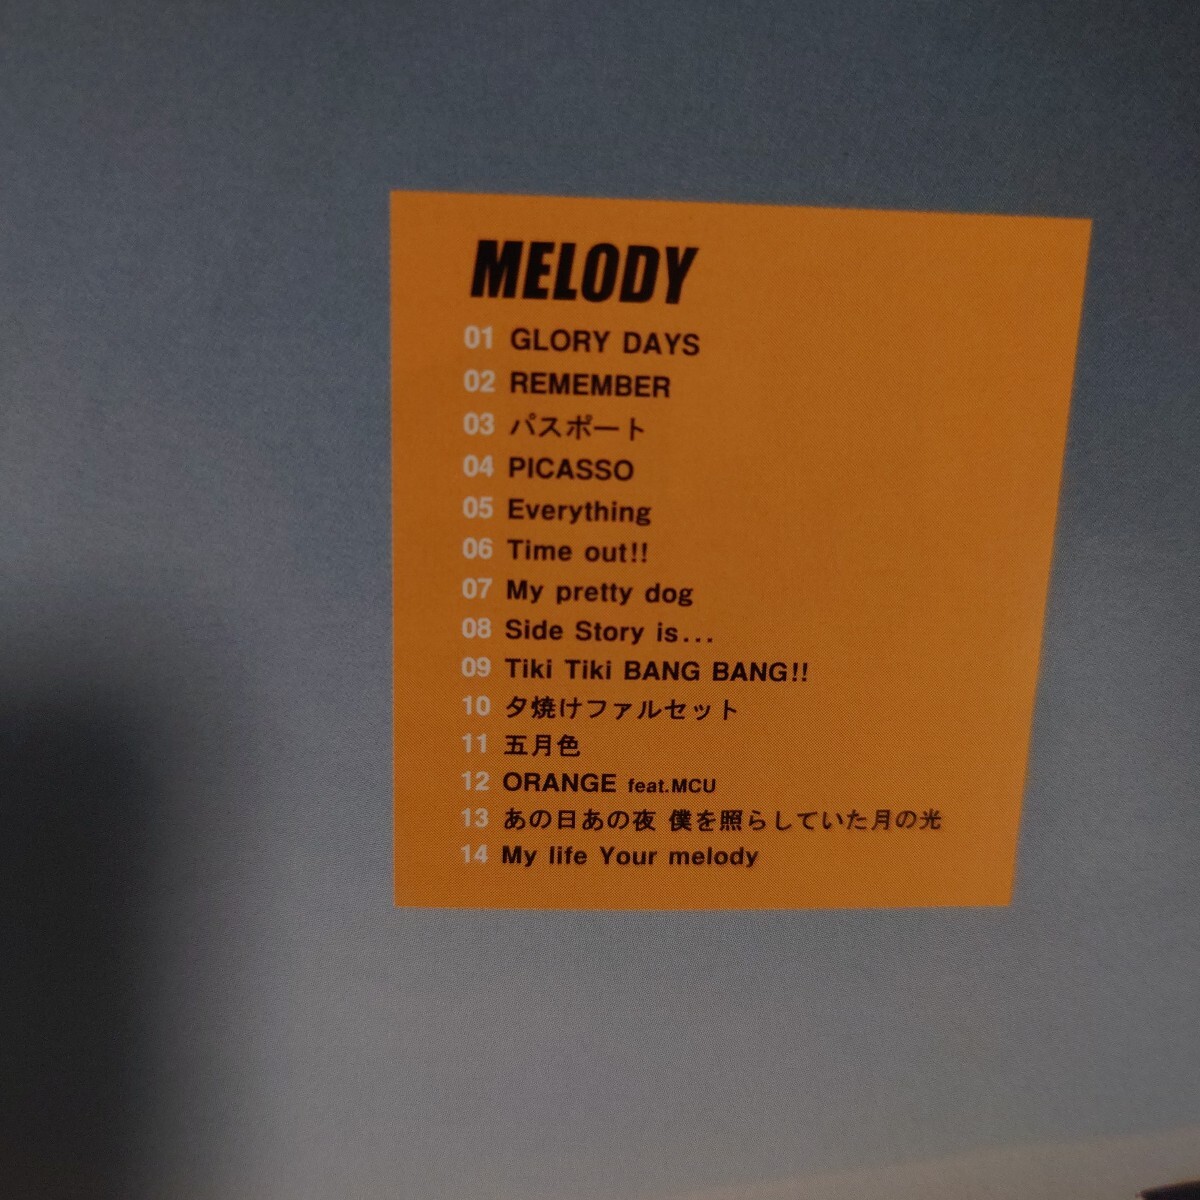 MELODY
01 GLORY DAYS
02 REMEMBER
03 パスポート
04 PICASSO
05 Everything
06 Time out!!
07 My pretty dog
08 Side Story is...
09 Tiki Tiki BANG BANG!!
10 夕焼けファルセット
11 五月色
12 ORANGE feat.MCU
13 あの日あの夜 僕を照らしていた月の光
14 My life Your melody